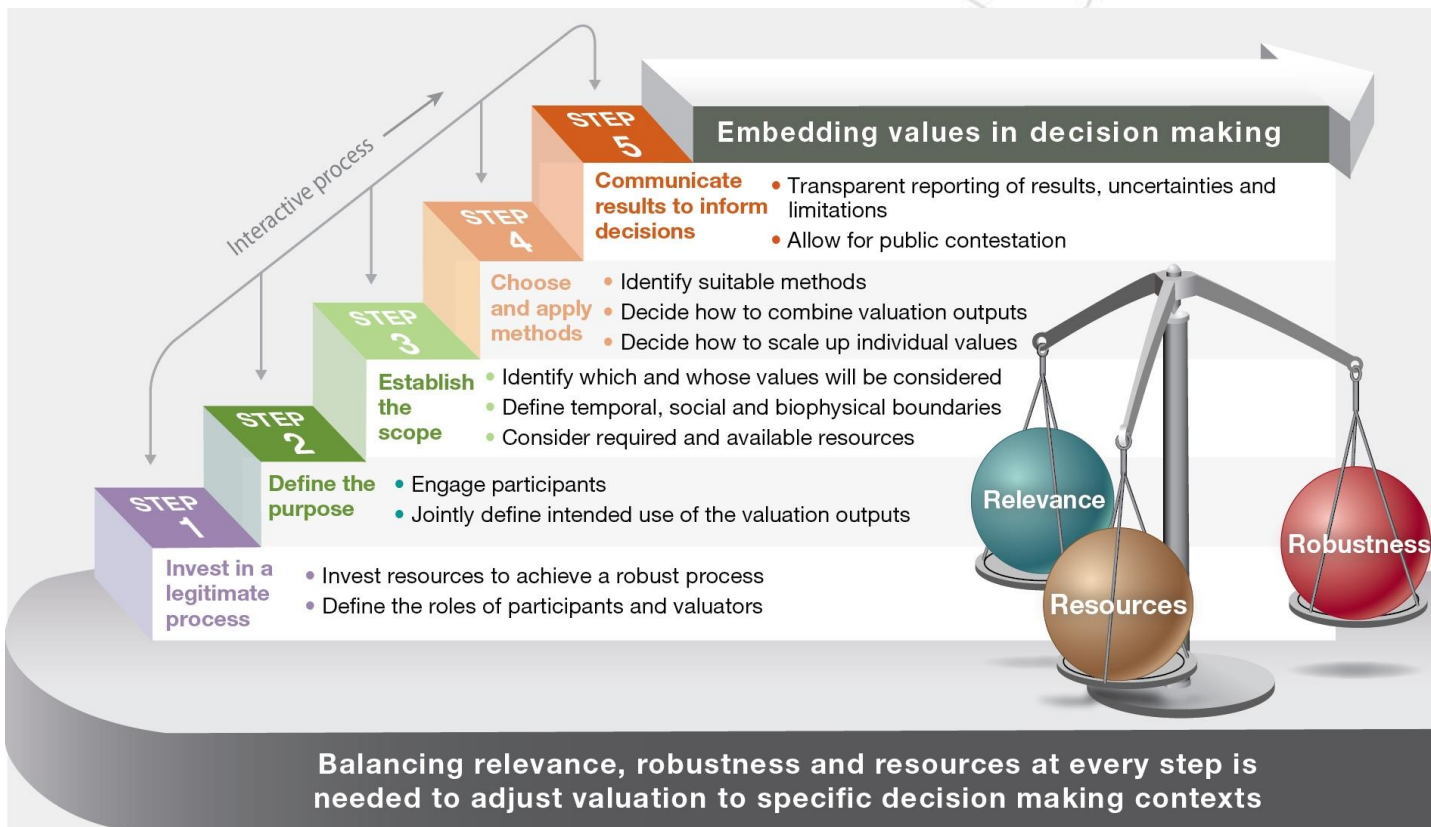 Interactive process
STEP
5
Embedding values in decision making
Communicate
results to inform
decisions
• Transparent reporting of results, uncertainties and
limitations
• Allow for public contestation
STEP
4
Choose
and apply
methods
• Identify suitable methods
• Decide how to combine valuation outputs
• Decide how to scale up individual values
STEP
3
Establish
the
scope
• Identify which and whose values will be considered
• Define temporal, social and biophysical boundaries
• Consider required and available resources
STEP
2
Define the
purpose
• Engage participants
• Jointly define intended use of the valuation outputs
STEP
1
Invest in a
legitimate
process
• Invest resources to achieve a robust process
• Define the roles of participants and valuators
Relevance
Resources
Robustness
Balancing relevance, robustness and resources at every step is
needed to adjust valuation to specific decision making contexts